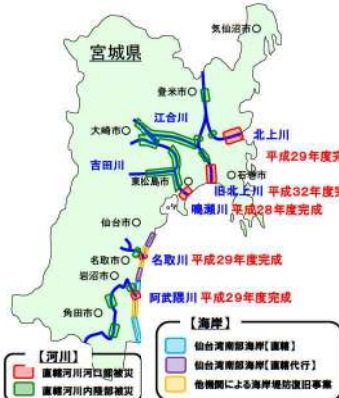 気仙沼市
宮城県
登米市
江合川
大崎市
北上川
平成29年度完
吉田川
石巻市
東松島市
旧北上川 平成32年度完
鳴瀬川 平成28年度完成
仙台市
名取市
名取川 平成29年度完成
岩沼市
阿武隈川 平成29年度完成
角田市
【河川】
直轄河川河口部被災
直轄河川内陸部被災
【海岸】
仙台湾南部海岸【直轄】
仙台湾南部海岸【直轄代行】
他機関による海岸堤防復旧事業